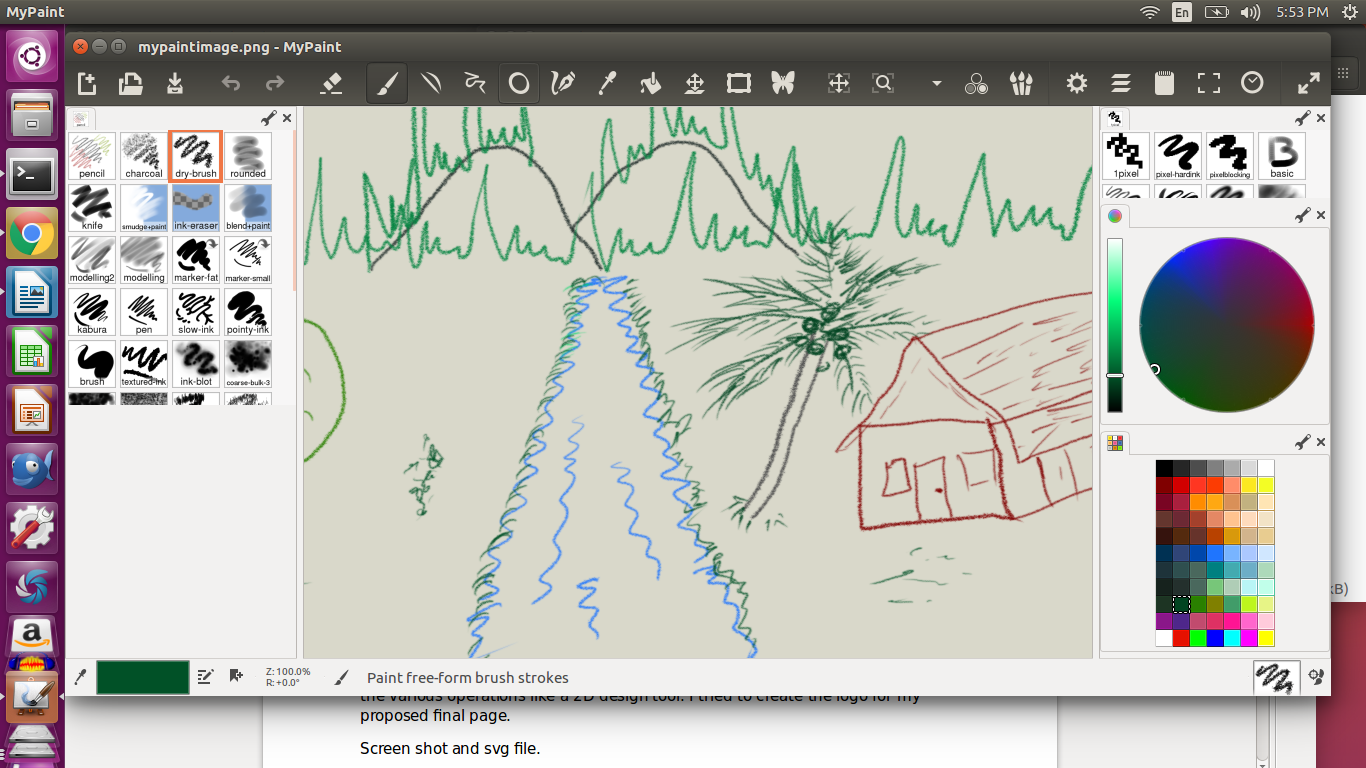 MyPaint
En
5:53 PM
mypaintimage.png - MyPaint
pencil
charcoal
dry-brush
rounded
knife
smudge+paint
ink-eraser
blend+paint
modelling2
modelling
marker-fat
marker-small
kabura
pen
slow-ink
pointy-ink
brush
textured-ink
ink-blot
coarse-bulk-3
1pixel
pixel-hardink
pixelblocking
basic
kB)
Z: 100.0%
R: +0.0°
Paint free-form brush strokes
the various operations like a 2D design tool. I tried to create the logo for my
proposed final page.
Screen shot and svg file.